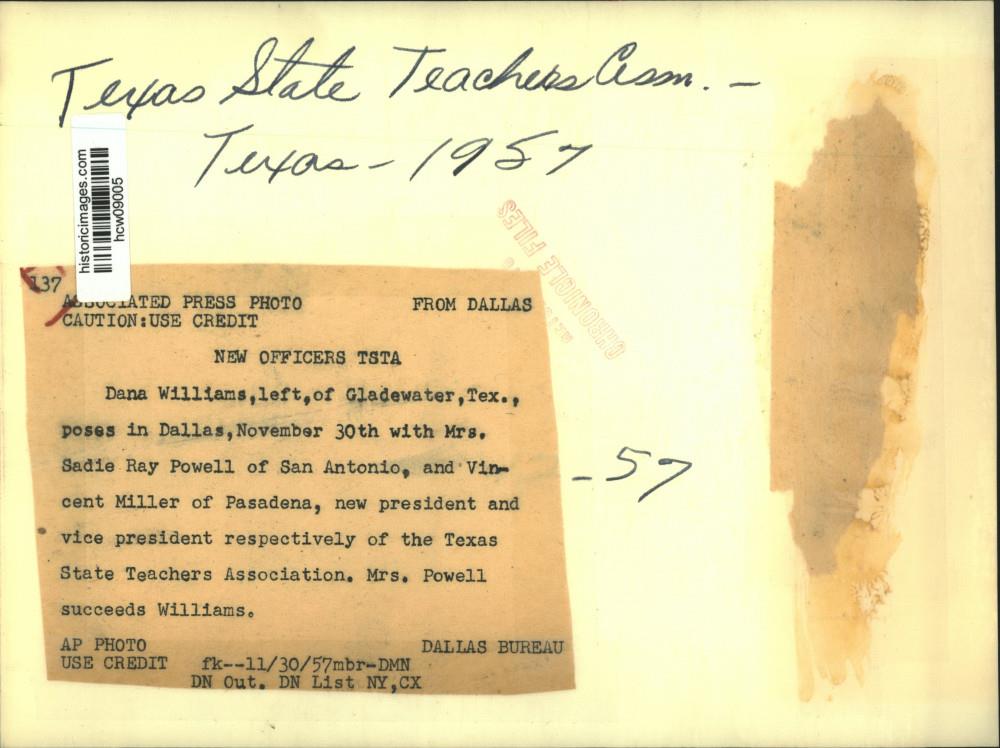 Texas State Teachers Assn. -
Texas - 1957
historicimages.com
hcw09005
CHRONICLE FILES
137
ASSOCIATED PRESS PHOTO FROM DALLAS
CAUTION:USE CREDIT
NEW OFFICERS TSTA
Dana Williams,left,of Gladewater,Tex.,
poses in Dallas,November 30th with Mrs.
Sadie Ray Powell of San Antonio, and Vin-
cent Miller of Pasadena, new president and
vice president respectively of the Texas
State Teachers Association. Mrs. Powell
succeeds Williams.
- 57
AP PHOTO DALLAS BUREAU
USE CREDIT fk--11/30/57mbr-DMN
DN Out. DN List NY,CX